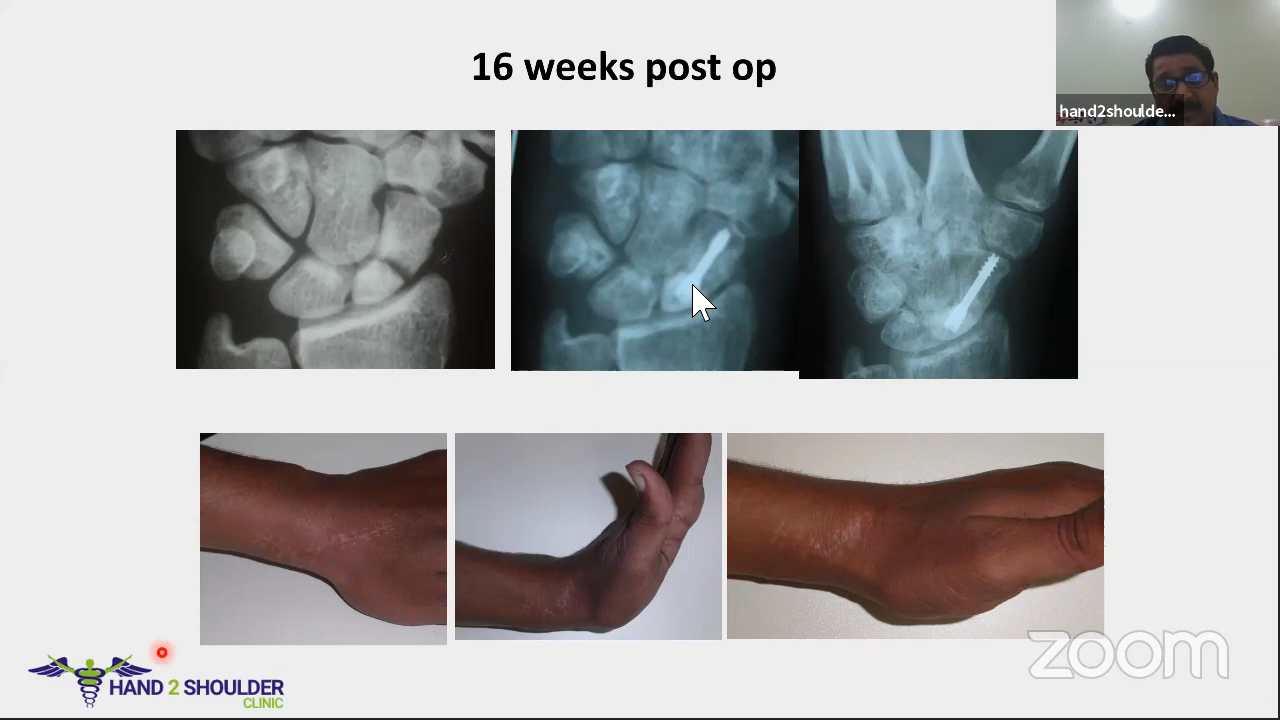 16 weeks post op
hand2shoulde...
HAND 2 SHOULDER
CLINIC
zoom